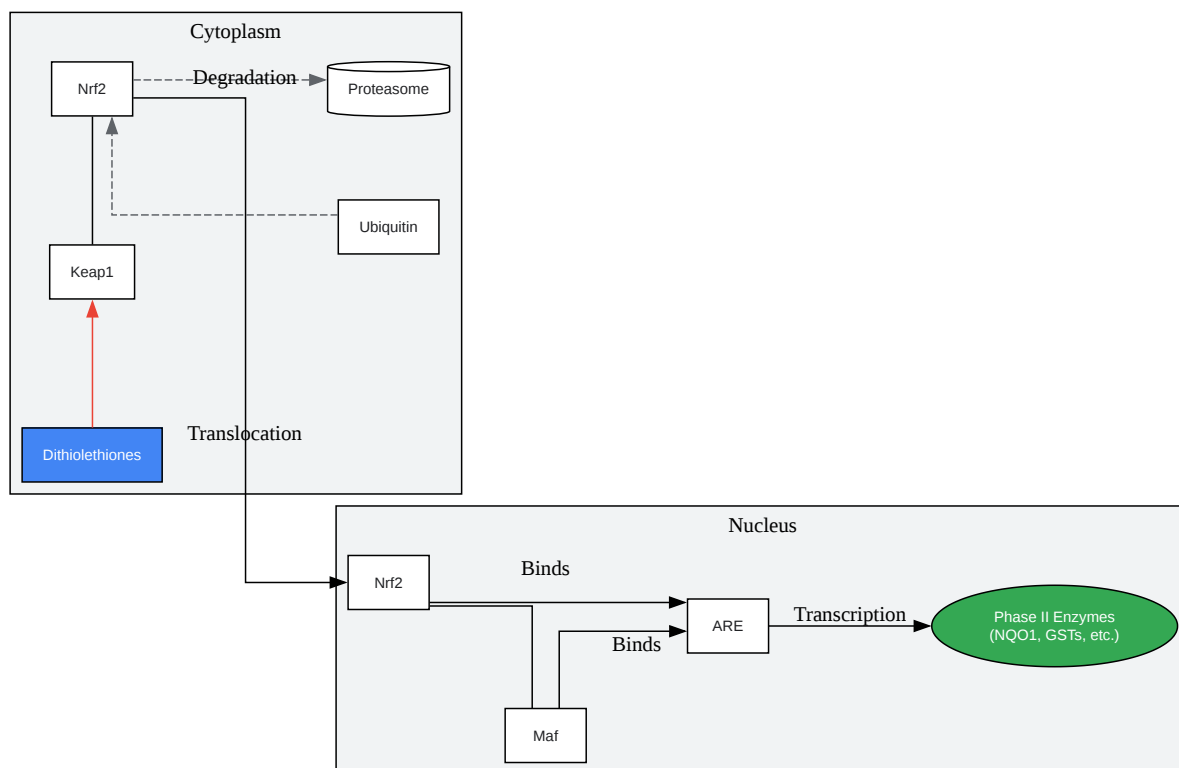 Cytoplasm
Nrf2
Degradation
Proteasome
Ubiquitin
Keap1
Translocation
Dithiolethiones
Nucleus
Nrf2
Binds
ARE
Transcription
Phase II Enzymes
(NQO1, GSTs, etc.)
Binds
Maf